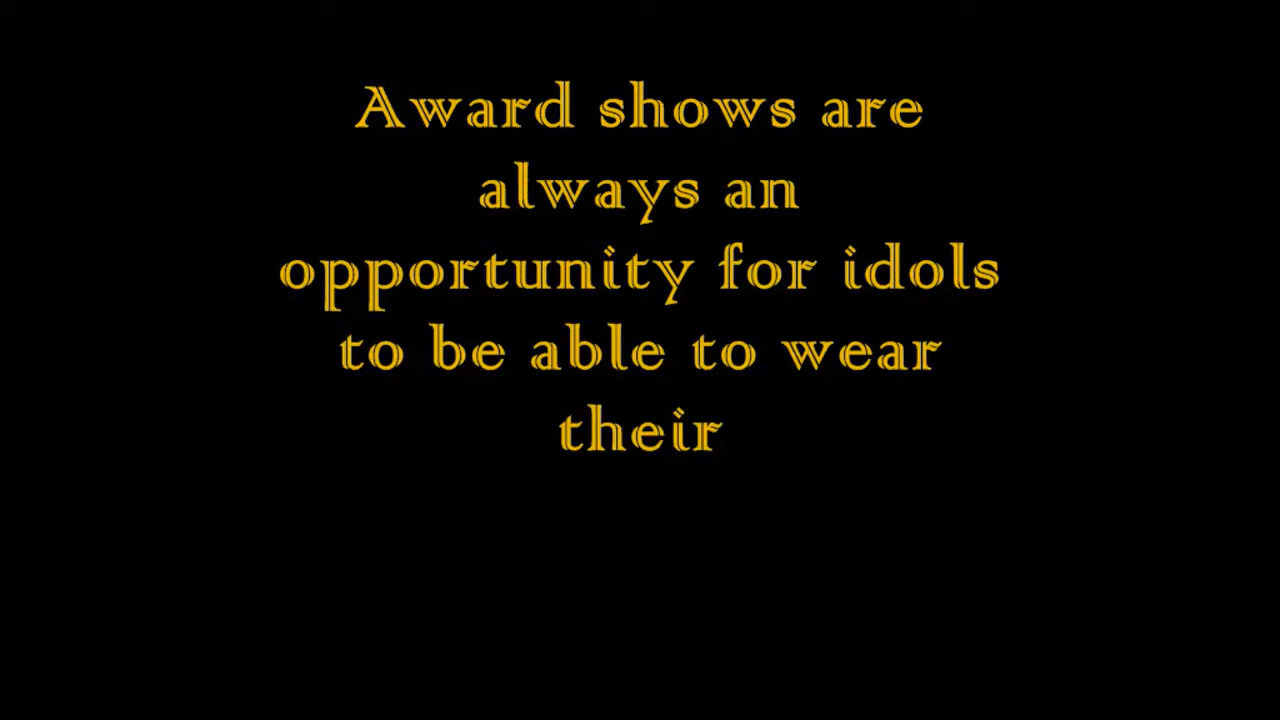 Award shows are
always an
opportunity for idols
to be able to wear
their